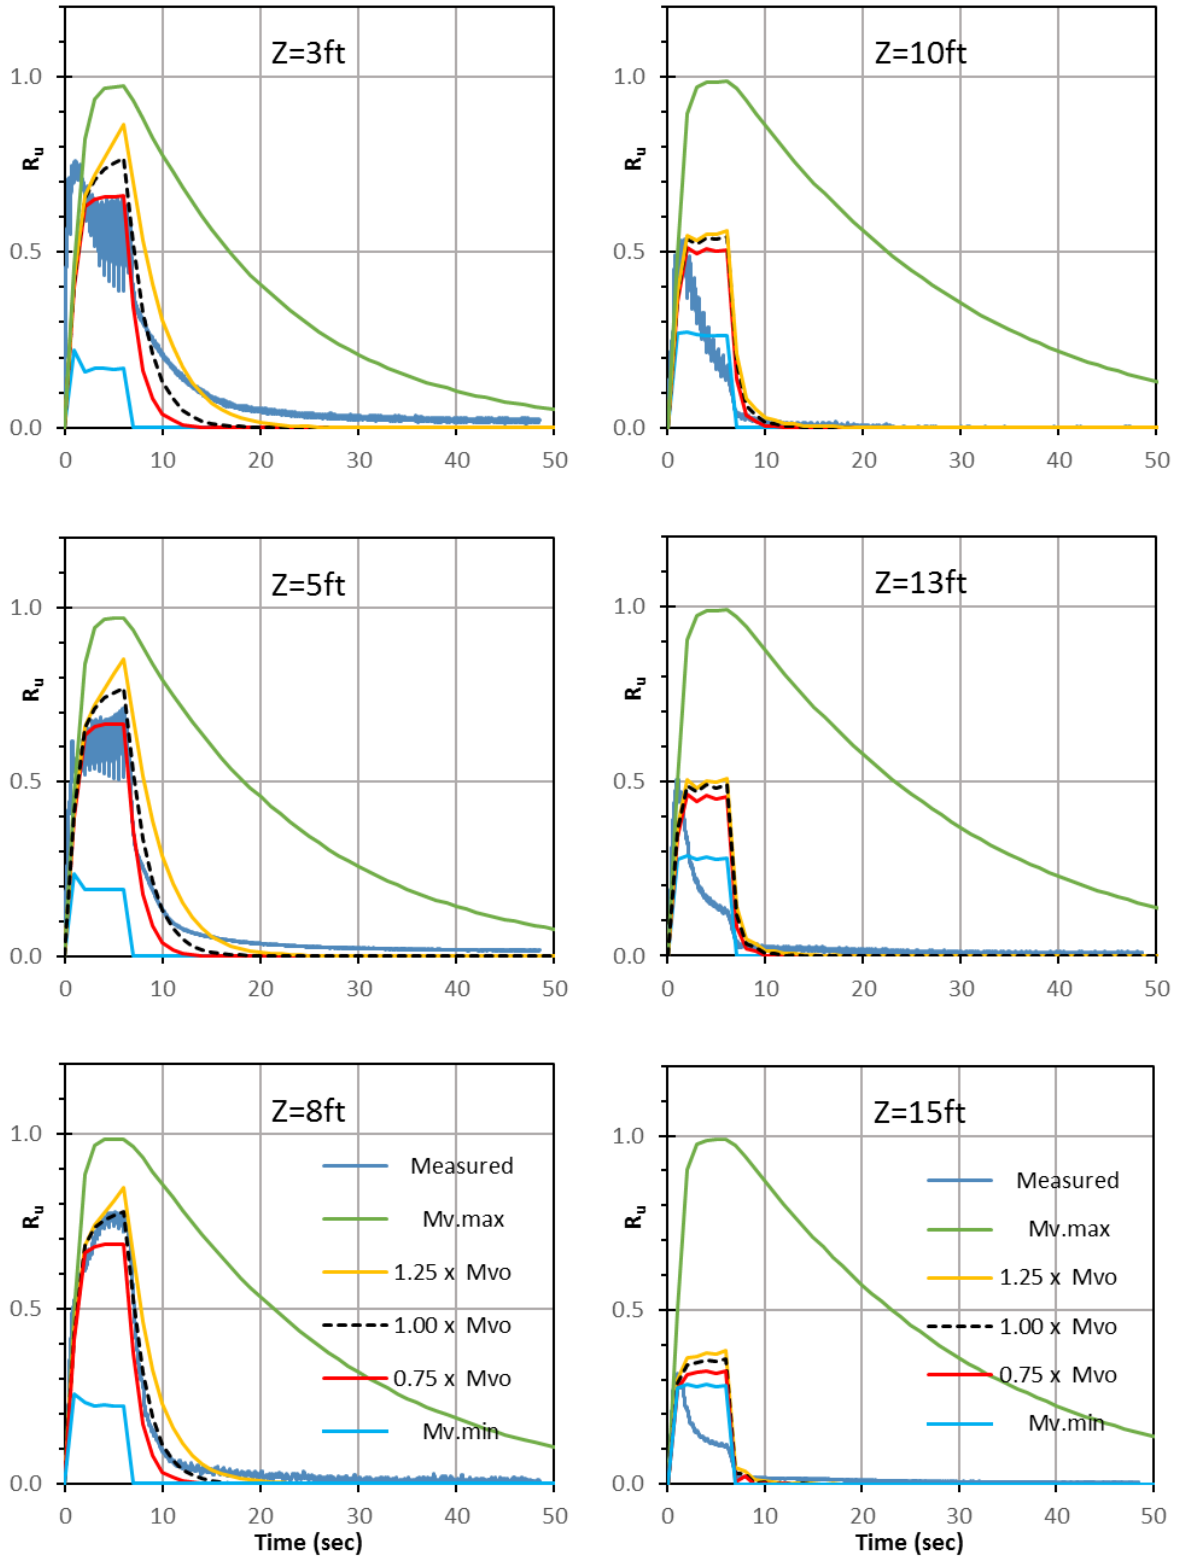 Z=3ft
1.0
Ru
0.5
0.0
0 10 20 30 40 50
Z=10ft
1.0
Ru
0.5
0.0
0 10 20 30 40 50
Z=5ft
1.0
Ru
0.5
0.0
0 10 20 30 40 50
Z=13ft
1.0
Ru
0.5
0.0
0 10 20 30 40 50
Z=8ft
1.0
Ru
0.5
0.0
Measured
Mv.max
1.25 x Mvo
1.00 x Mvo
0.75 x Mvo
Mv.min
0 10 20 30 40 50
Time (sec)
Z=15ft
1.0
Ru
0.5
0.0
Measured
Mv.max
1.25 x Mvo
1.00 x Mvo
0.75 x Mvo
Mv.min
0 10 20 30 40 50
Time (sec)